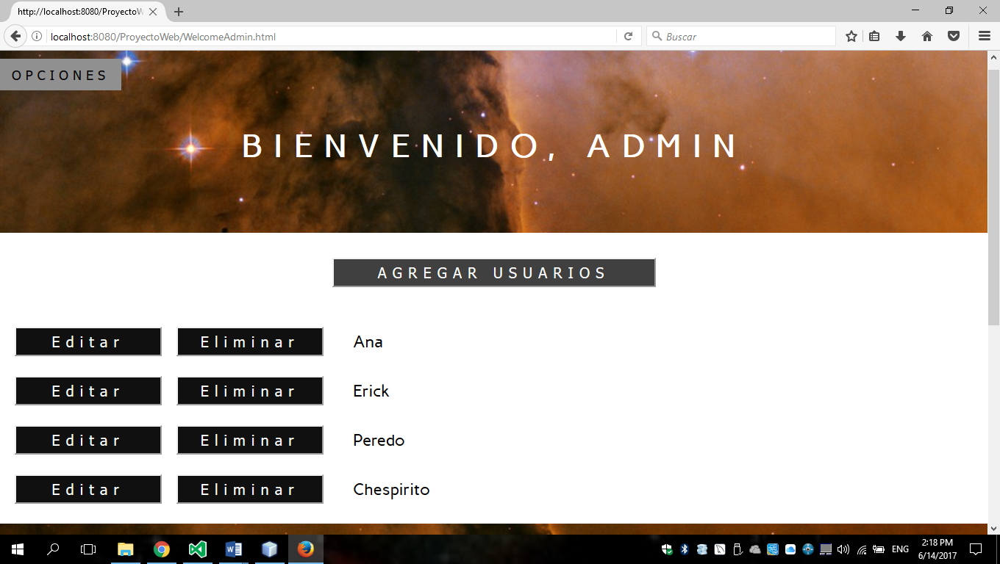 http://localhost:8080/ProyectoW
localhost:8080/ProyectoWeb/WelcomeAdmin.html
Buscar
OPCIONES
BIENVENIDO, ADMIN
AGREGAR USUARIOS
Editar Eliminar Ana
Editar Eliminar Erick
Editar Eliminar Peredo
Editar Eliminar Chespirito
ENG
2:18 PM
6/14/2017